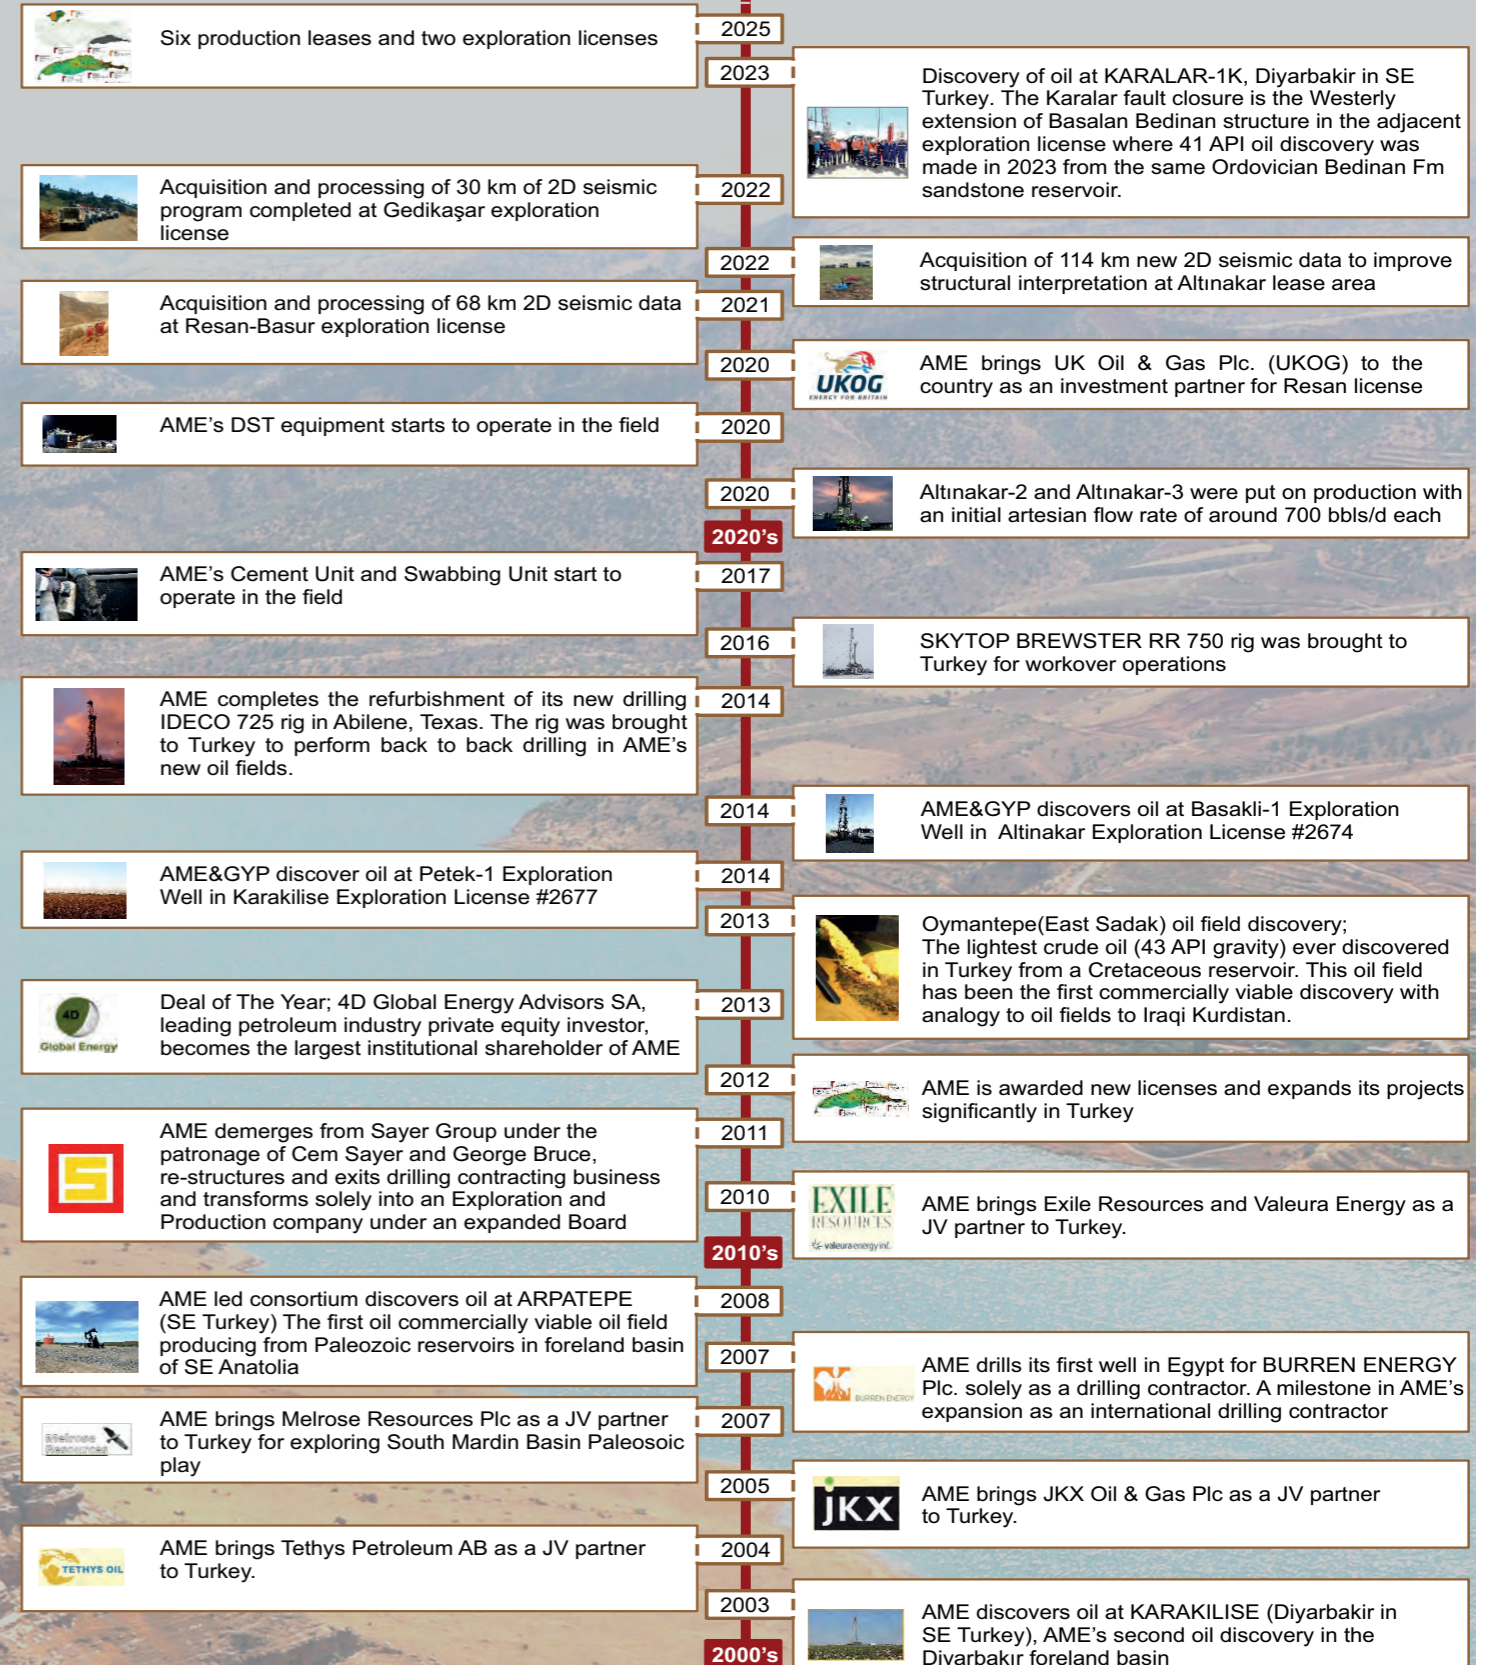 2025
Six production leases and two exploration licenses
2023
Discovery of oil at KARALAR-1K, Diyarbakir in SE
Turkey. The Karalar fault closure is the Westerly
extension of Basalan Bedinan structure in the adjacent
exploration license where 41 API oil discovery was
made in 2023 from the same Ordovician Bedinan Fm
sandstone reservoir.
2022
Acquisition and processing of 30 km of 2D seismic
program completed at Gedikaşar exploration
license
2022
Acquisition of 114 km new 2D seismic data to improve
structural interpretation at Altınakar lease area
2021
Acquisition and processing of 68 km 2D seismic data
at Resan-Basur exploration license
2020
UKOG
ENERGY FOR BRITAIN
AME brings UK Oil & Gas Plc. (UKOG) to the
country as an investment partner for Resan license
2020
AME's DST equipment starts to operate in the field
2020
Altınakar-2 and Altınakar-3 were put on production with
an initial artesian flow rate of around 700 bbls/d each
2020's
2017
AME's Cement Unit and Swabbing Unit start to
operate in the field
2016
SKYTOP BREWSTER RR 750 rig was brought to
Turkey for workover operations
2014
AME completes the refurbishment of its new drilling
IDECO 725 rig in Abilene, Texas. The rig was brought
to Turkey to perform back to back drilling in AME's
new oil fields.
2014
AME&GYP discovers oil at Basakli-1 Exploration
Well in Altinakar Exploration License #2674
2014
AME&GYP discover oil at Petek-1 Exploration
Well in Karakilise Exploration License #2677
2013
Oymantepe(East Sadak) oil field discovery;
The lightest crude oil (43 API gravity) ever discovered
in Turkey from a Cretaceous reservoir. This oil field
has been the first commercially viable discovery with
analogy to oil fields to Iraqi Kurdistan.
2013
4D
Global Energy
Deal of The Year; 4D Global Energy Advisors SA,
leading petroleum industry private equity investor,
becomes the largest institutional shareholder of AME
2012
AME is awarded new licenses and expands its projects
significantly in Turkey
2011
S
AME demerges from Sayer Group under the
patronage of Cem Sayer and George Bruce,
re-structures and exits drilling contracting business
and transforms solely into an Exploration and
Production company under an expanded Board
2010
EXILE
RESOURCES
valeura energy inc.
AME brings Exile Resources and Valeura Energy as a
JV partner to Turkey.
2010's
2008
AME led consortium discovers oil at ARPATEPE
(SE Turkey) The first oil commercially viable oil field
producing from Paleozoic reservoirs in foreland basin
of SE Anatolia
2007
BURREN ENERGY
AME drills its first well in Egypt for BURREN ENERGY
Plc. solely as a drilling contractor. A milestone in AME's
expansion as an international drilling contractor
2007
Melrose
Resources
AME brings Melrose Resources Plc as a JV partner
to Turkey for exploring South Mardin Basin Paleosoic
play
2005
JKX
AME brings JKX Oil & Gas Plc as a JV partner
to Turkey.
2004
TETHYS OIL
AME brings Tethys Petroleum AB as a JV partner
to Turkey.
2003
AME discovers oil at KARAKILISE (Diyarbakir in
SE Turkey), AME's second oil discovery in the
Diyarbakır foreland basin
2000's